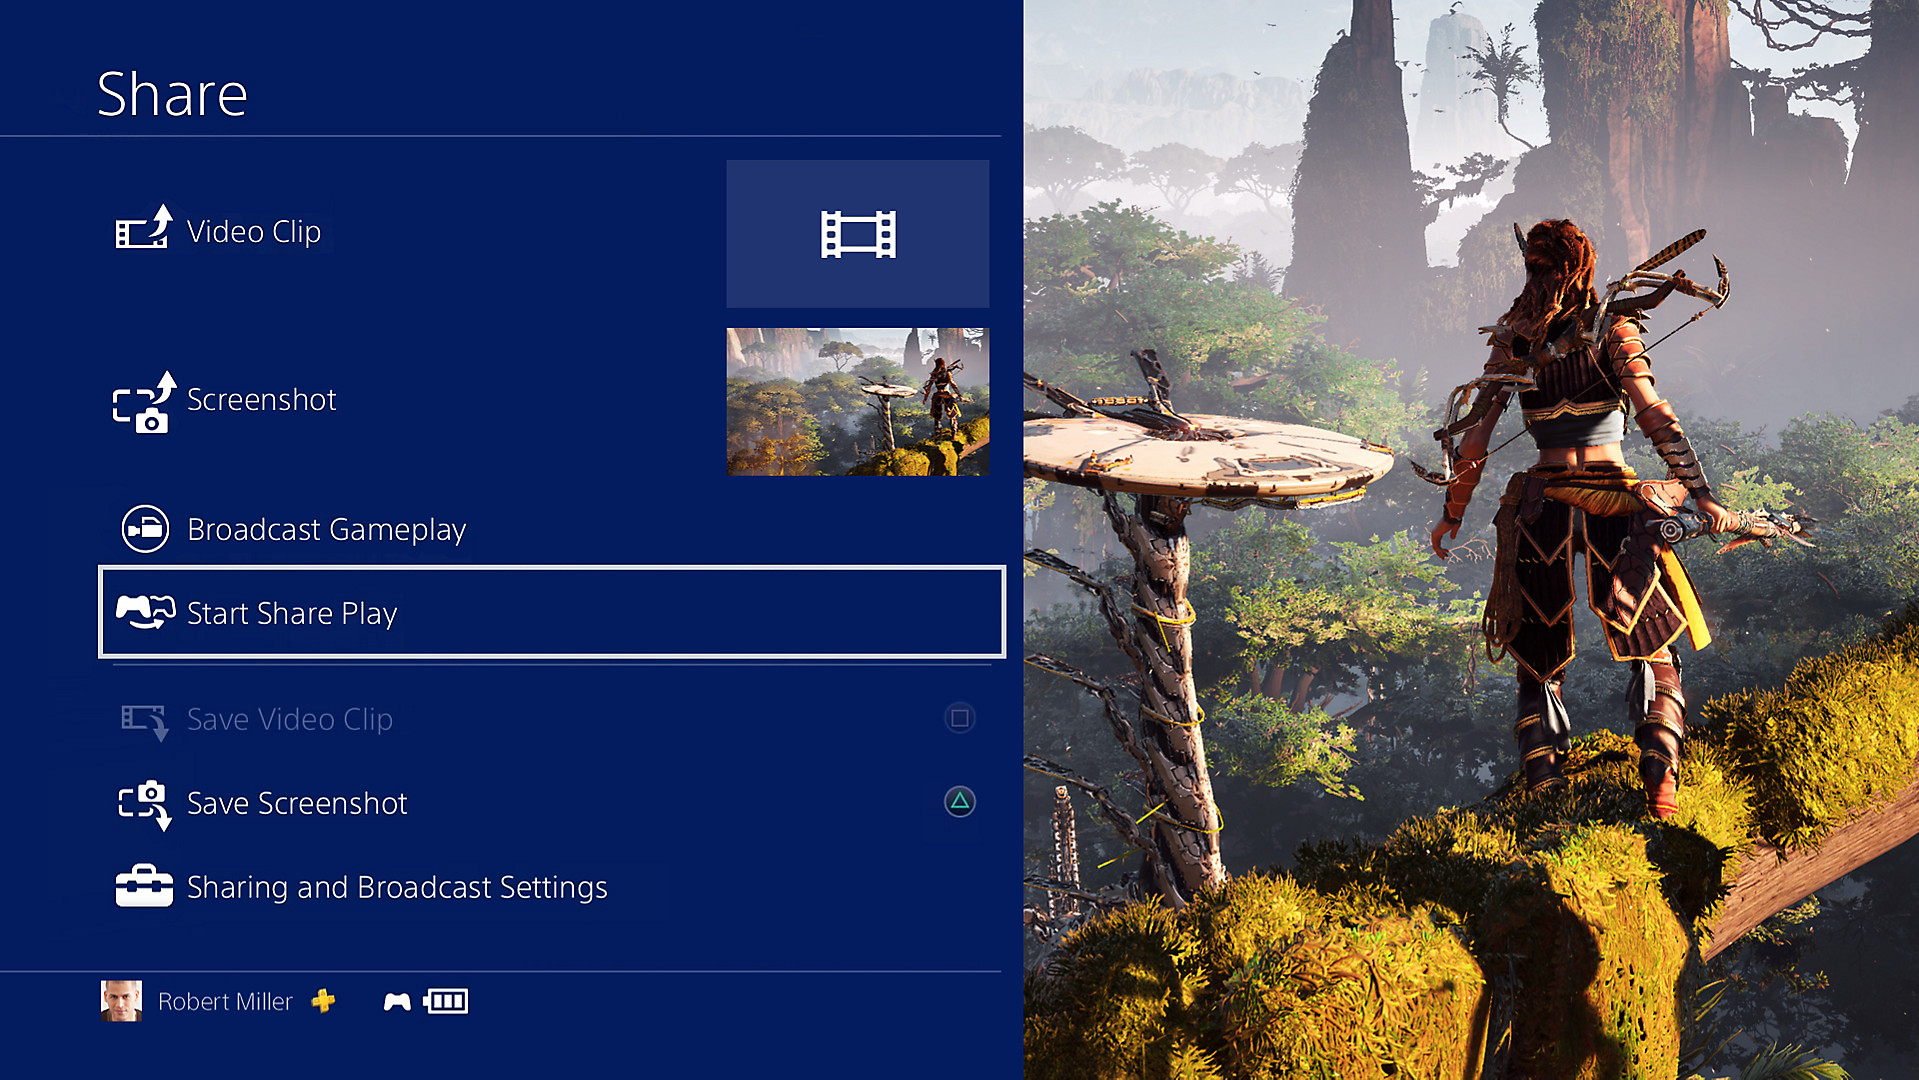 Share
Video Clip
Screenshot
Broadcast Gameplay
Start Share Play
Save Video Clip
Save Screenshot
Sharing and Broadcast Settings
Robert Miller